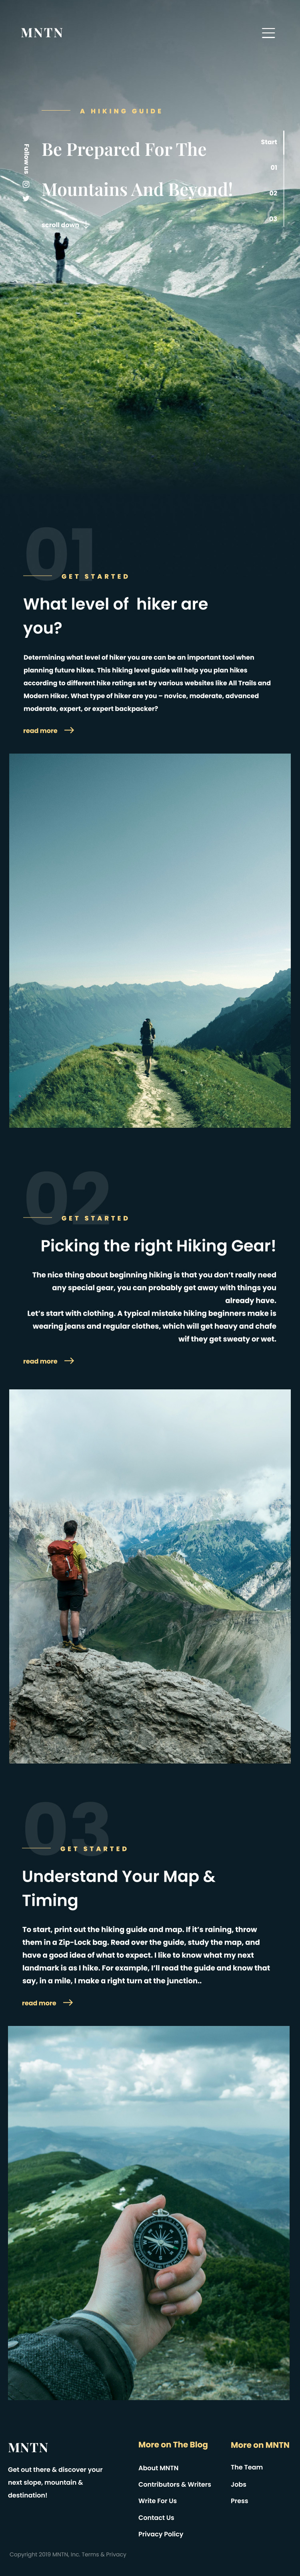 MNTN
A HIKING GUIDE
Be Prepared For The
Mountains And Beyond!
scroll down
Follow us
Start
01
02
03
01
GET STARTED
What level of hiker are
you?
Determining what level of hiker you are can be an important tool when
planning future hikes. This hiking level guide will help you plan hikes
according to different hike ratings set by various websites like All Trails and
Modern Hiker. What type of hiker are you – novice, moderate, advanced
moderate, expert, or expert backpacker?
read more
02
GET STARTED
Picking the right Hiking Gear!
The nice thing about beginning hiking is that you don't really need
any special gear, you can probably get away with things you
already have.
Let's start with clothing. A typical mistake hiking beginners make is
wearing jeans and regular clothes, which will get heavy and chafe
wif they get sweaty or wet.
read more
03
GET STARTED
Understand Your Map &
Timing
To start, print out the hiking guide and map. If it's raining, throw
them in a Zip-Lock bag. Read over the guide, study the map, and
have a good idea of what to expect. I like to know what my next
landmark is as I hike. For example, I'll read the guide and know that
say, in a mile, I make a right turn at the junction..
read more
MNTN
Get out there & discover your
next slope, mountain &
destination!
More on The Blog
About MNTN
Contributors & Writers
Write For Us
Contact Us
Privacy Policy
More on MNTN
The Team
Jobs
Press
Copyright 2019 MNTN, Inc. Terms & Privacy